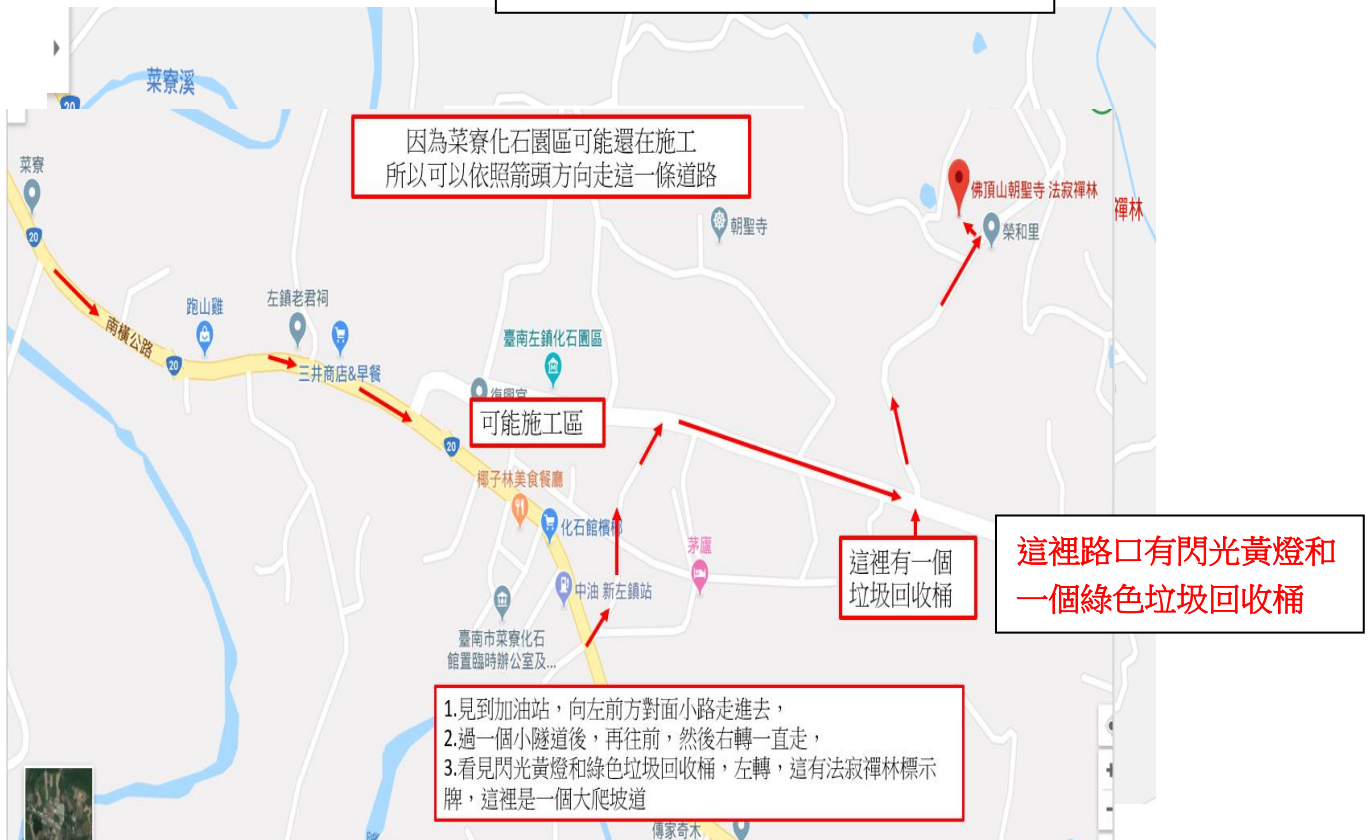 菜寮溪
20
因為菜寮化石園區可能還在施工
所以可以依照箭頭方向走這一條道路
菜寮
20
佛頂山朝聖寺 法寂禪林
禪林
榮和里
朝聖寺
跑山雞
左鎮老君祠
南橫公路
20
三井商店&早餐
臺南左鎮化石園區
復興宮
可能施工區
20
椰子林美食餐廳
化石館檳榔
茅廬
這裡有一個
垃圾回收桶
這裡路口有閃光黃燈和
一個綠色垃圾回收桶
中油 新左鎮站
臺南市菜寮化石
館置臨時辦公室及...
1.見到加油站，向左前方對面小路走進去，
2.過一個小隧道後，再往前，然後右轉一直走，
3.看見閃光黃燈和綠色垃圾回收桶，左轉，這有法寂禪林標示
牌，這裡是一個大爬坡道
傳家奇木